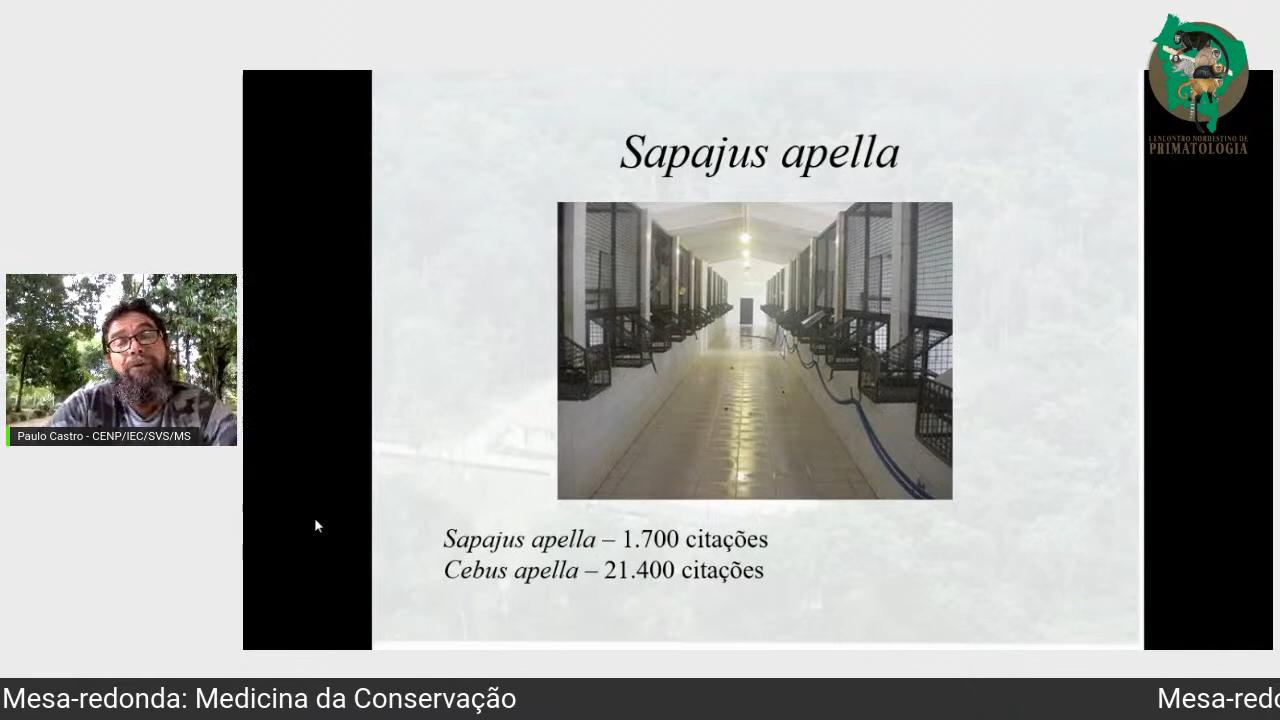 I ENCONTRO NORDESTINO DE
PRIMATOLOGIA
Sapajus apella
Paulo Castro - CENP/IEC/SVS/MS
Sapajus apella – 1.700 citações
Cebus apella – 21.400 citações
Mesa-redonda: Medicina da Conservação
Mesa-redo